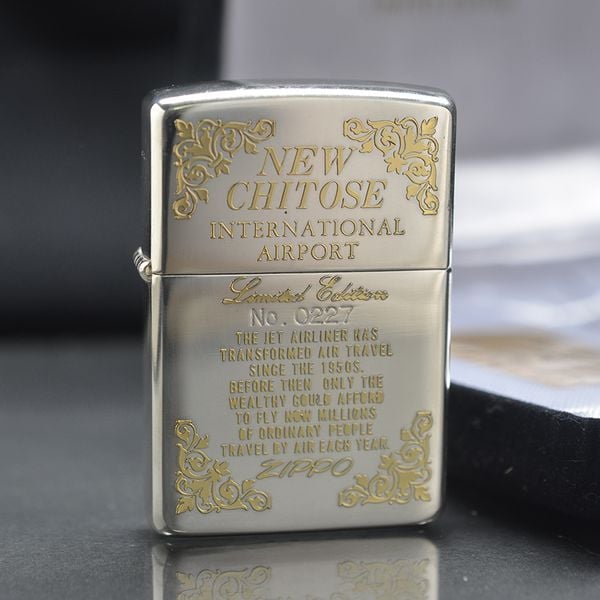 NEW
CHITOSE
INTERNATIONAL
AIRPORT
Limited Edition
No. 0227
THE JET AIRLINER HAS
TRANSFORMED AIR TRAVEL
SINCE THE 1950S.
BEFORE THEN ONLY THE
WEALTHY COULD AFFORD
TO FLY NOW MILLIONS
OF ORDINARY PEOPLE
TRAVEL BY AIR EACH YEAR.
ZIPPO